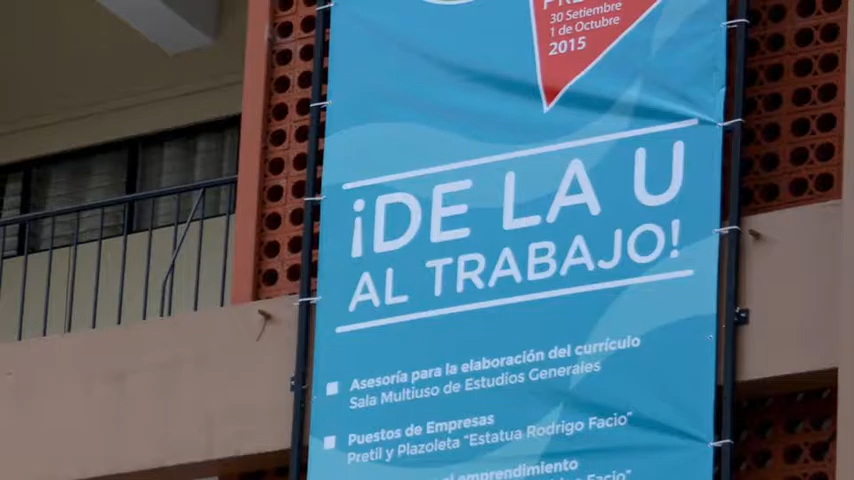 30 Setiembre
1 de Octubre
2015
¡DE LA U
AL TRABAJO!
Asesoría para la elaboración del currículo
Sala Multiuso de Estudios Generales
Puestos de Empresas
Pretil y Plazoleta "Estatua Rodrigo Facio"
emprendimiento
Facio"